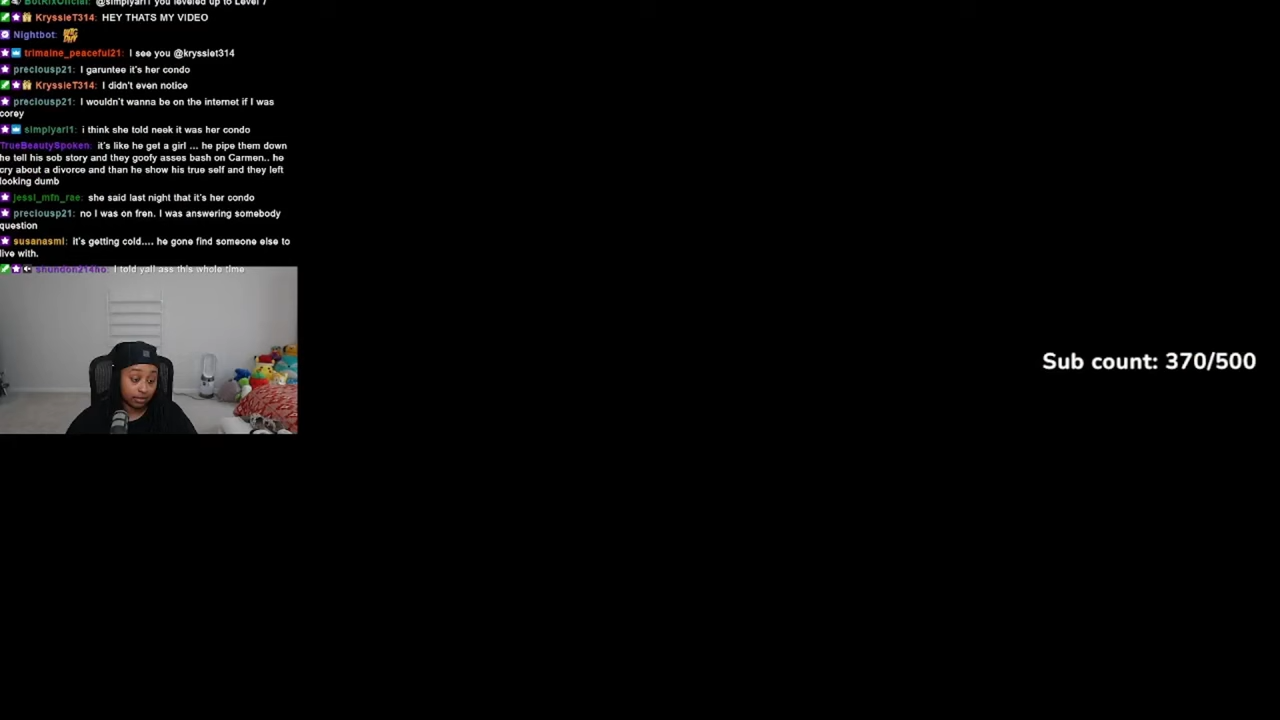 BotRixOfficial: @simplyarl1 you leveled up to Level 7
KryssieT314: HEY THATS MY VIDEO
Nightbot:
trimaine_peaceful21: I see you @kryssiet314
preciousp21: I garuntee it's her condo
KryssieT314: I didn't even notice
preciousp21: I wouldn't wanna be on the internet if I was
corey
simplyarl1: i think she told neek it was her condo
TrueBeautySpoken: it's like he get a girl ... he pipe them down
he tell his sob story and they goofy asses bash on Carmen.. he
cry about a divorce and than he show his true self and they left
looking dumb
jessi_mfn_rae: she said last night that it's her condo
preciousp21: no I was on fren. I was answering somebody
question
susanasmi: it's getting cold.... he gone find someone else to
live with.
shundon214ho: I told yall ass this whole time
Sub count: 370/500